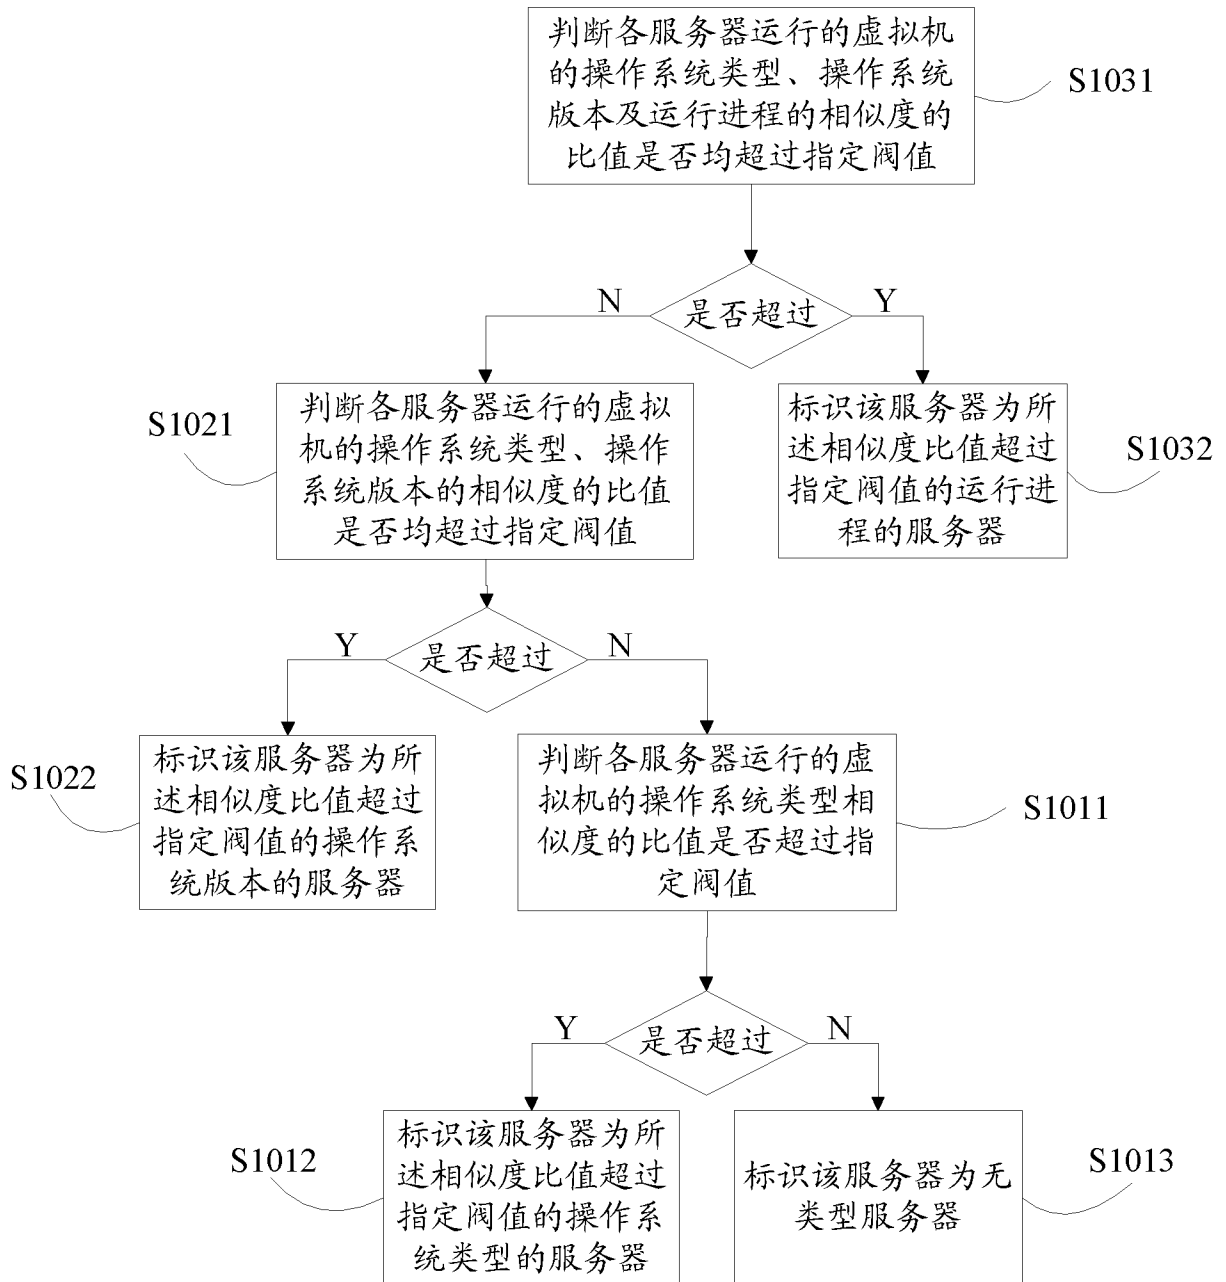 判断各服务器运行的虚拟机
的操作系统类型、操作系统
版本及运行进程的相似度的
比值是否均超过指定阀值
S1031
是否超过
N
Y
S1021
判断各服务器运行的虚拟
机的操作系统类型、操作
系统版本的相似度的比值
是否均超过指定阀值
标识该服务器为所
述相似度比值超过
指定阀值的运行进
程的服务器
S1032
是否超过
Y
N
S1022
标识该服务器为所
述相似度比值超过
指定阀值的操作系
统版本的服务器
判断各服务器运行的虚
拟机的操作系统类型相
似度的比值是否超过指
定阀值
S1011
是否超过
Y
N
S1012
标识该服务器为所
述相似度比值超过
指定阀值的操作系
统类型的服务器
标识该服务器为无
类型服务器
S1013